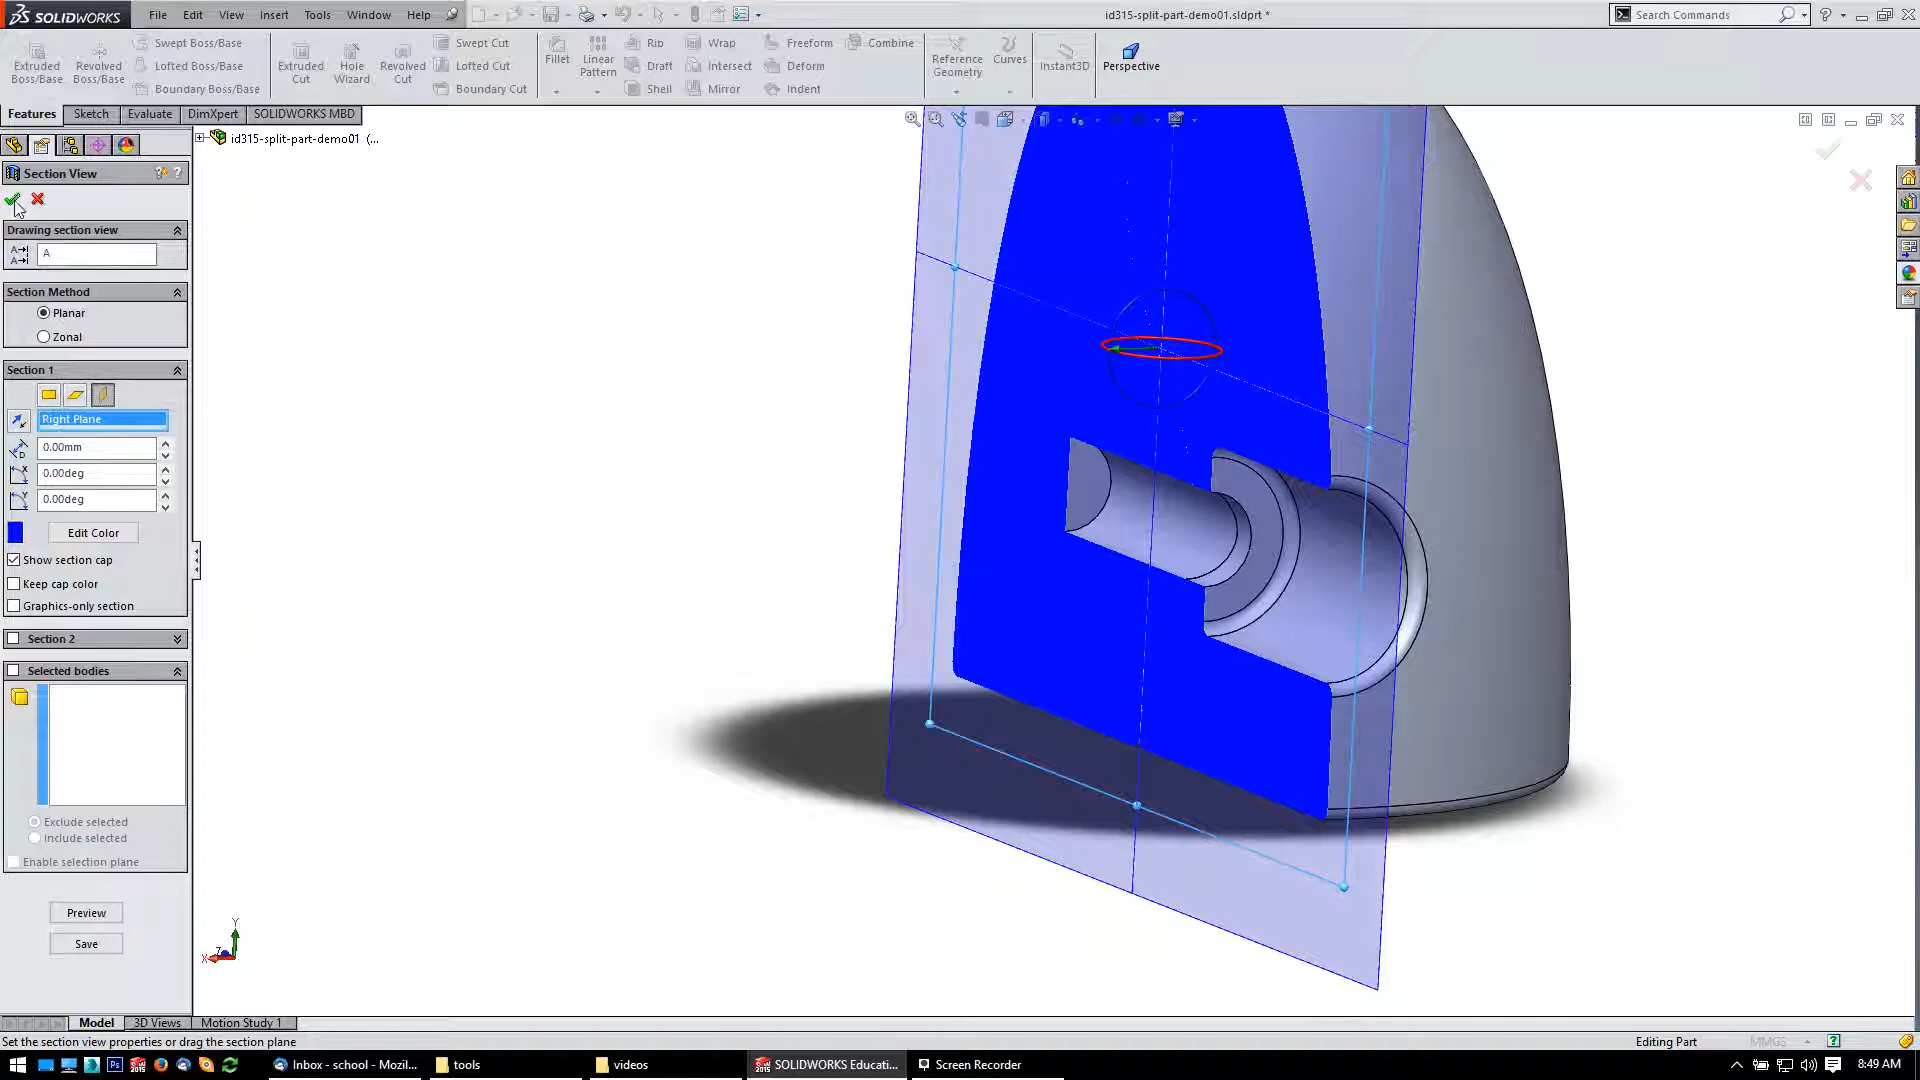 SOLIDWORKS File Edit View Insert Tools Window Help id315-split-part-demo01.sldprt * Search Commands ?
Extruded Boss/Base Revolved Boss/Base Swept Boss/Base Lofted Boss/Base Boundary Boss/Base
Extruded Cut Hole Wizard Revolved Cut Swept Cut Lofted Cut Boundary Cut
Fillet Linear Pattern Rib Draft Shell Wrap Intersect Mirror Freeform Deform Indent Combine
Reference Geometry Curves Instant3D Perspective
Features Sketch Evaluate DimXpert SOLIDWORKS MBD
id315-split-part-demo01 (...
Section View ? ?
Drawing section view
A
Section Method
Planar
Zonal
Section 1
Right Plane
0.00mm
0.00deg
0.00deg
Edit Color
Show section cap
Keep cap color
Graphics-only section
Section 2
Selected bodies
Exclude selected
Include selected
Enable selection plane
Preview
Save
Y
Z
X
Model 3D Views Motion Study 1
Set the section view properties or drag the section plane Editing Part MMGS
Inbox - school - Mozil... tools videos SOLIDWORKS Educati... Screen Recorder 8:49 AM